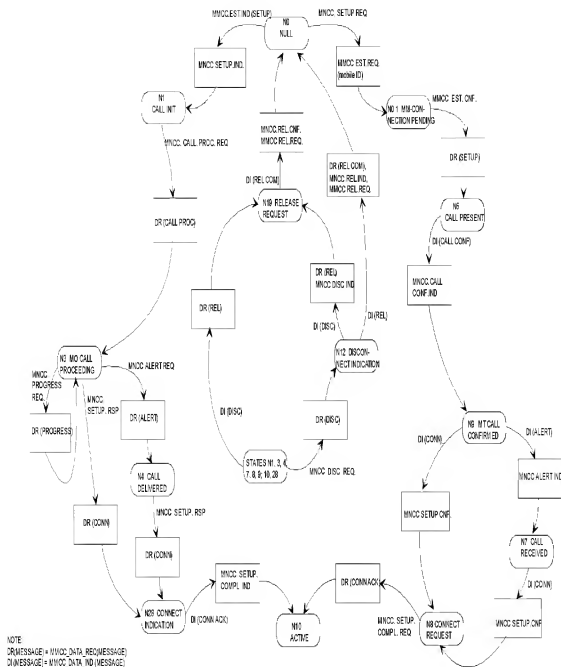 MMCC.EST.IND (SETUP)
N0
NULL
MNCC. SETUP.REQ
MNCC SETUP.IND.
MMCC EST.REQ.
(mobile ID)
MMCC EST. CNF.
N1
CALL INIT
N0.1 MM-CON-
NECTION PENDING
MNCC. CALL. PROC. REQ
MNCC.REL.CNF.
MMCC REL.REQ.
DR (REL COM),
MNCC REL.IND,
MMCC REL.REQ.
DR (SETUP)
DI (REL COM)
N19 RELEASE
REQUEST
N6
CALL PRESENT
DR (CALL PROC)
DI (CALL CONF)
MNCC.CALL
CONF.IND
DR (REL)
DR (REL)
MNCC DISC IND
DI (REL)
DI (DISC)
N12 DISCON-
NECT INDICATION
N3 MO CALL
PROCEEDING
MNCC ALERT REQ.
MNCC.
PROGRESS
REQ.
MNCC.
SETUP. RSP
DR (ALERT)
DI (DISC)
DR (DISC)
N9 MT CALL
CONFIRMED
DR (PROGRESS)
DI (CONN)
DI (ALERT)
N4 CALL
DELIVERED
STATES N1, 3, 4,
7, 8, 9, 10, 28
MNCC DISC REQ.
MNCC ALERT IND
MNCC. SETUP. RSP
MNCC SETUP CNF.
DR (CONN)
DR (CONN)
N7 CALL
RECEIVED
DI (CONN)
MNCC. SETUP.
COMPL. IND
DR (CONN ACK)
N28 CONNECT
INDICATION
DI (CONN ACK)
N10
ACTIVE
MNCC. SETUP.
COMPL. REQ
N8 CONNECT
REQUEST
MNCC SETUP CNF
NOTE:
DR(MESSAGE) = MMCC_DATA_REQ(MESSAGE)
DI (MESSAGE) = MMCC_DATA_IND (MESSAGE)